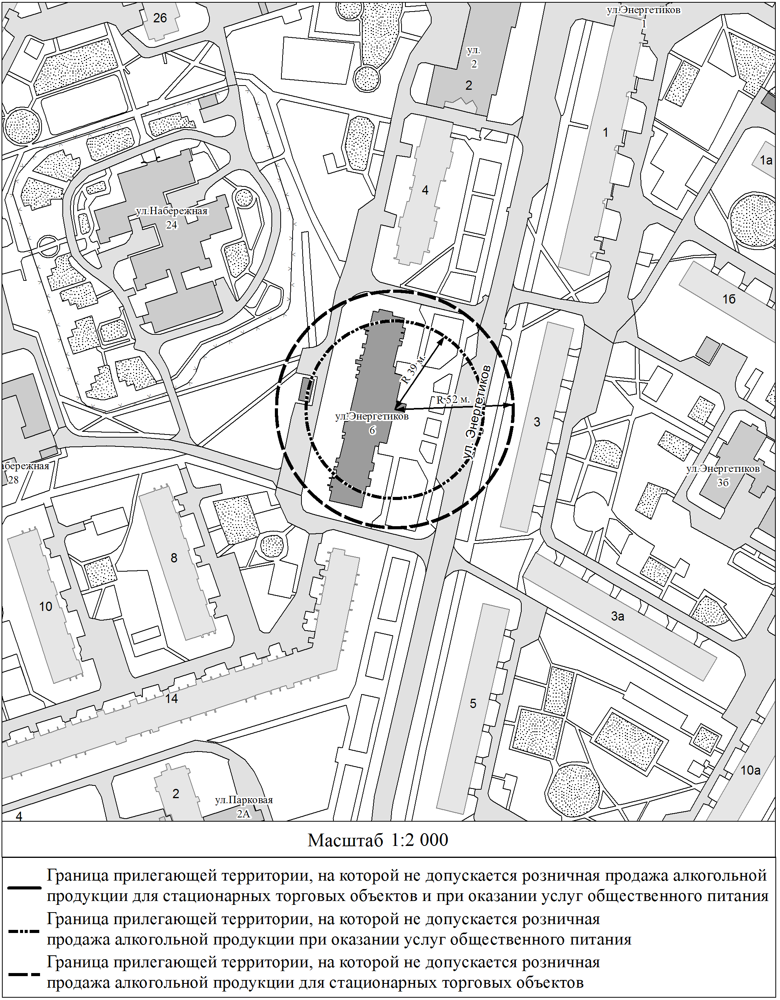 ул.Энергетиков
1
26
ул.
2
2
1
1а
4
ул.Набережная
24
1б
R 39 м.
R 52 м.
ул. Энергетиков
ул.Энергетиков
6
3
абережная
28
ул.Энергетиков
3б
8
10
3а
14
5
10а
2
ул.Парковая
2А
4
Масштаб 1:2 000
Граница прилегающей территории, на которой не допускается розничная продажа алкогольной
продукции для стационарных торговых объектов и при оказании услуг общественного питания
Граница прилегающей территории, на которой не допускается розничная
продажа алкогольной продукции при оказании услуг общественного питания
Граница прилегающей территории, на которой не допускается розничная
продажа алкогольной продукции для стационарных торговых объектов